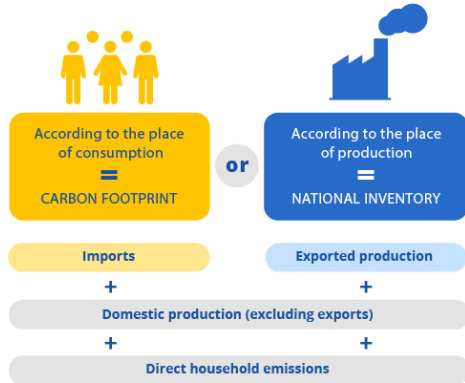 According to the place
of consumption
=
CARBON FOOTPRINT
or
According to the place
of production
=
NATIONAL INVENTORY
Imports
Exported production
+ +
Domestic production (excluding exports)
+ +
Direct household emissions